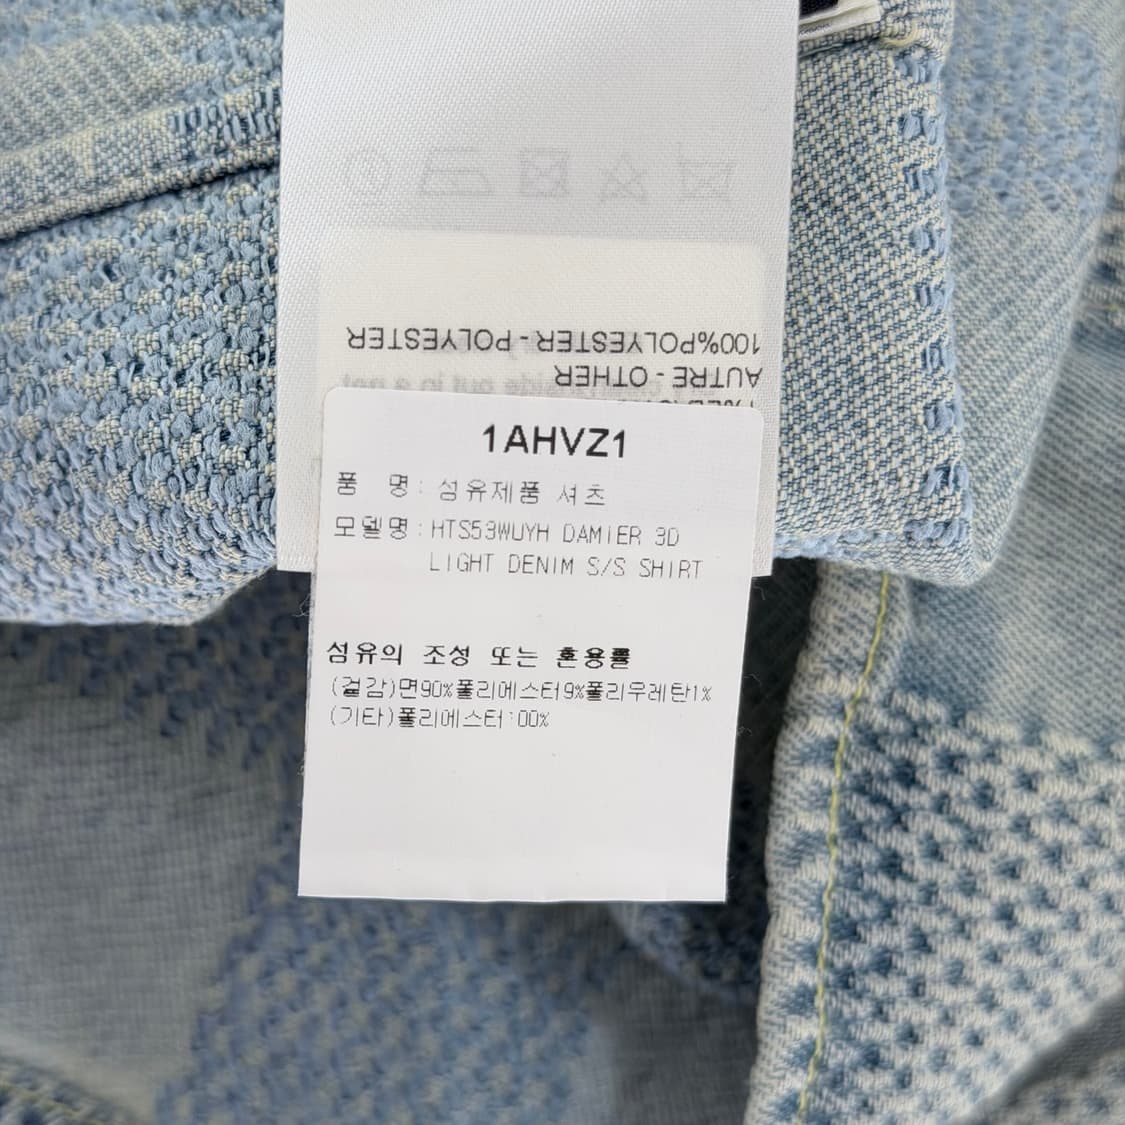 100%POLYESTER - POLYESTER
AUTRE - OTHER
1AHVZ1
품 명: 섬유제품 셔츠
모델명: HTS53WUYH DAMIER 3D
LIGHT DENIM S/S SHIRT
섬유의 조성 또는 혼용률
(겉감)면90%폴리에스터9%폴리우레탄1%
(기타)폴리에스터100%